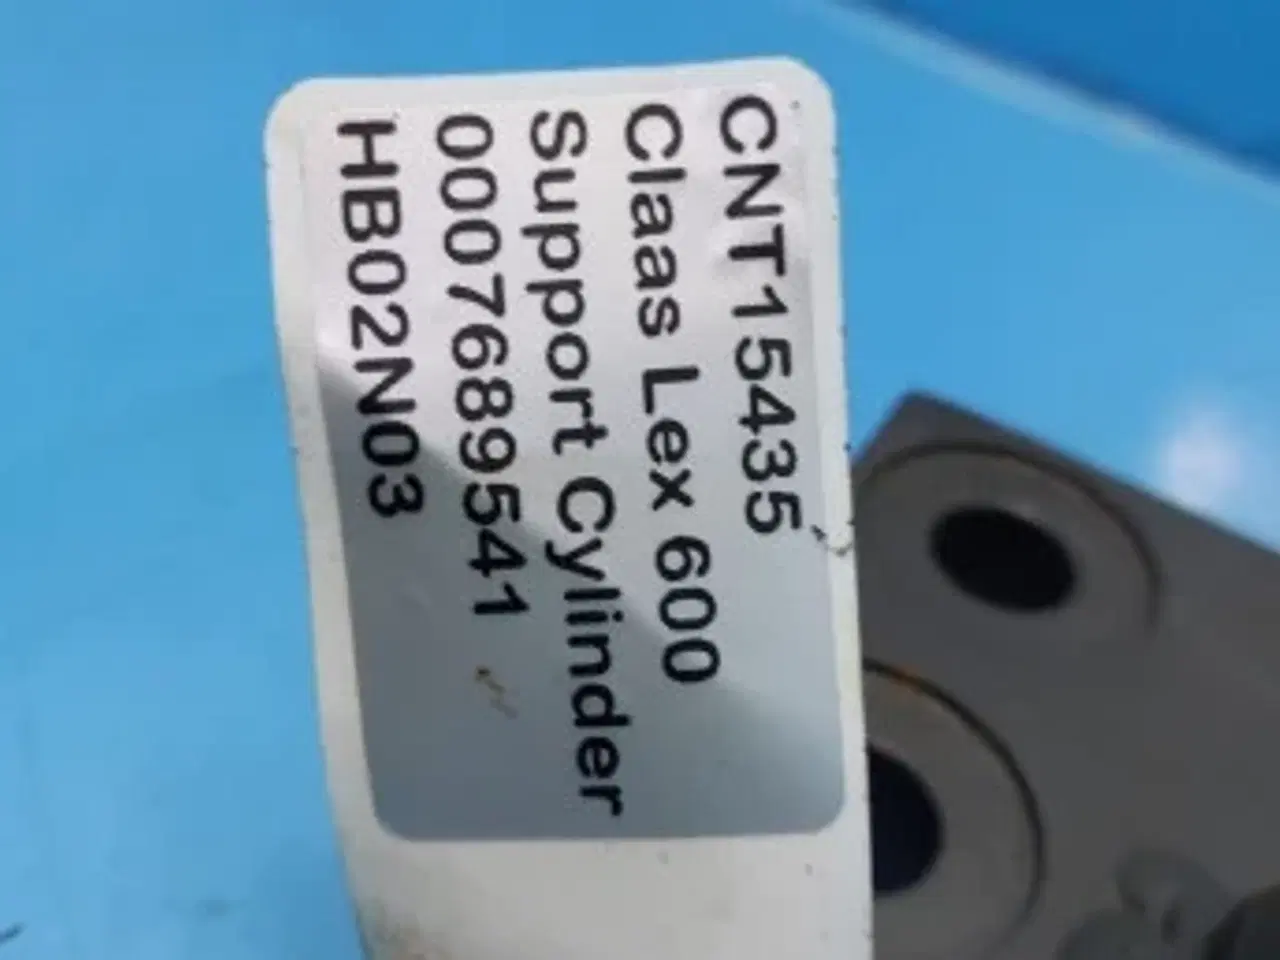 CNT15435
Claas Lex 600
Support Cylinder
0007689541
HB02N03